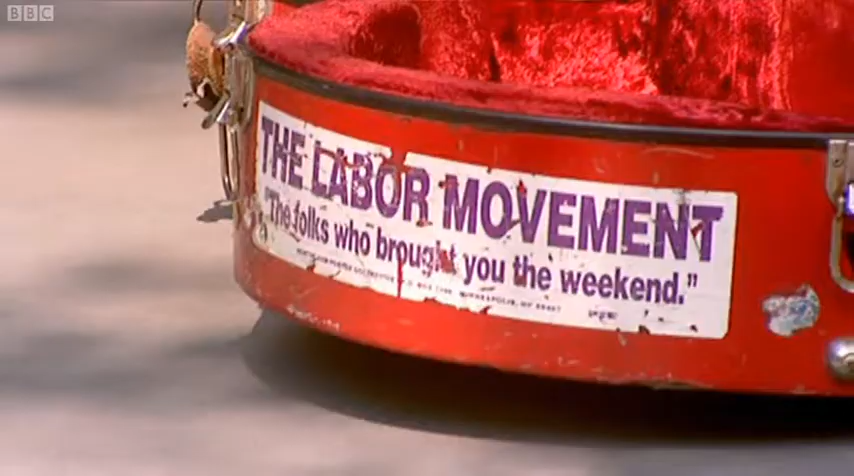 BBC
THE LABOR MOVEMENT
"The folks who brought you the weekend."